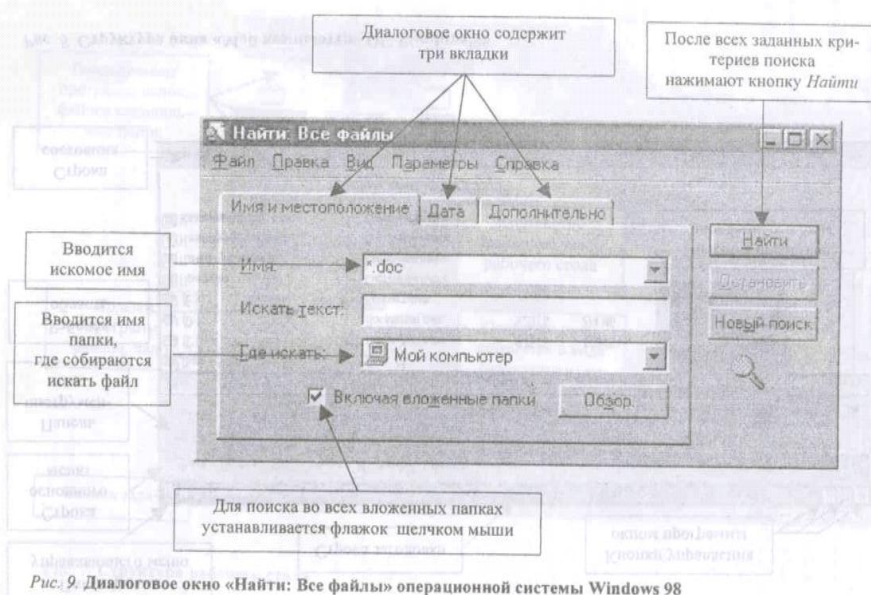 Диалоговое окно содержит
три вкладки
После всех заданных кри-
териев поиска
нажимают кнопку Найти
Найти: Все файлы
Файл Правка Вид Параметры Справка
Имя и местоположение Дата Дополнительно
Вводится
искомое имя
Имя: *.doc
Найти
Остановить
Вводится имя
папки,
где собираются
искать файл
Искать текст:
Новый поиск
Где искать: Мой компьютер
Включая вложенные папки Обзор...
Для поиска во всех вложенных папках
устанавливается флажок щелчком мыши
Рис. 9. Диалоговое окно «Найти: Все файлы» операционной системы Windows 98